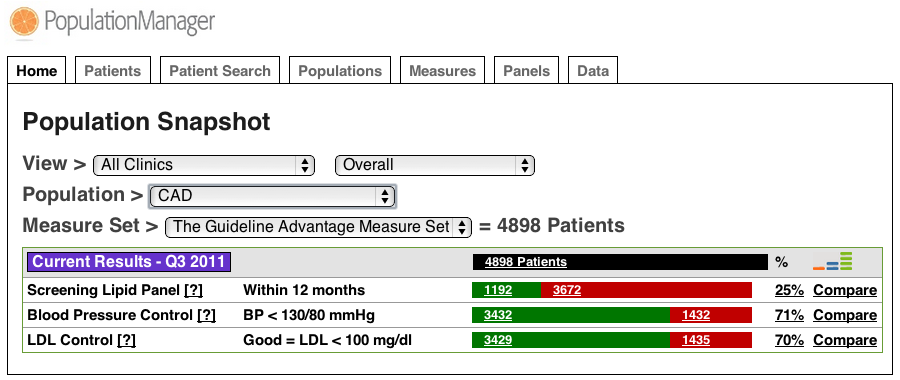 PopulationManager
Home Patients Patient Search Populations Measures Panels Data
Population Snapshot
View > All Clinics Overall
Population > CAD
Measure Set > The Guideline Advantage Measure Set = 4898 Patients
Current Results - Q3 2011 4898 Patients %
Screening Lipid Panel [?] Within 12 months 1192 3672 25% Compare
Blood Pressure Control [?] BP < 130/80 mmHg 3432 1432 71% Compare
LDL Control [?] Good = LDL < 100 mg/dl 3429 1435 70% Compare